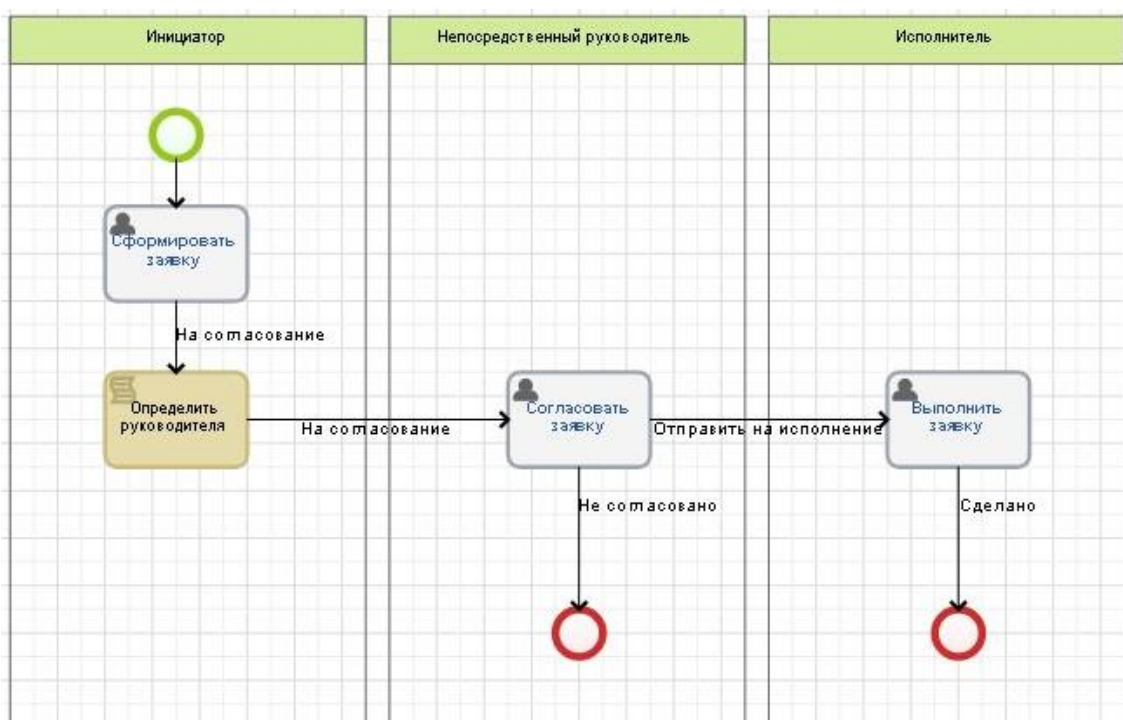 Инициатор
Непосредственный руководитель
Исполнитель
Сформировать
заявку
На согласование
Определить
руководителя
На согласование
Согласовать
заявку
Отправить на исполнение
Выполнить
заявку
Не согласовано
Сделано